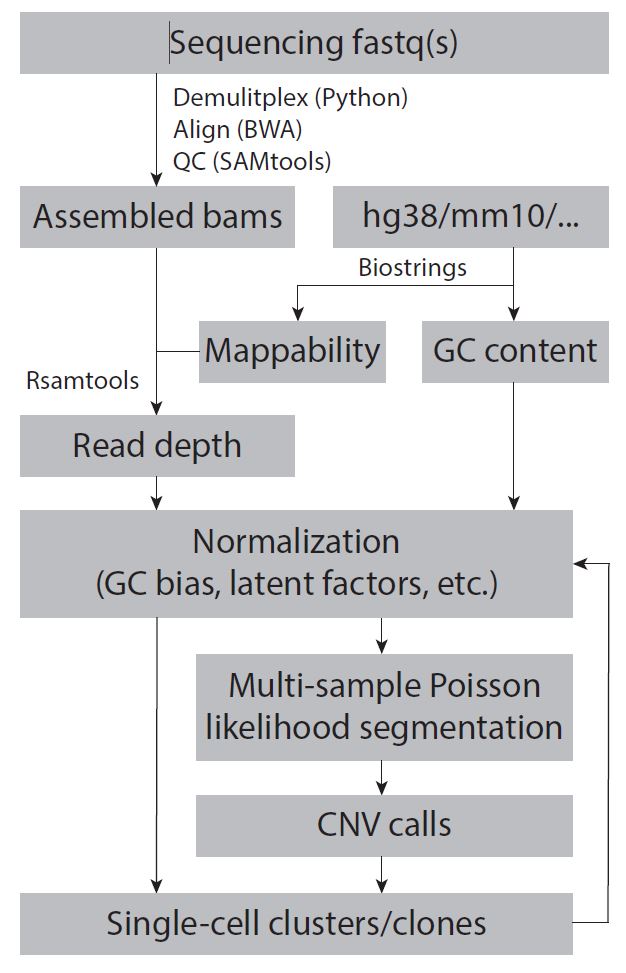 Sequencing fastq(s)
Demulitplex (Python)
Align (BWA)
QC (SAMtools)
Assembled bams
hg38/mm10/...
Biostrings
Mappability
GC content
Rsamtools
Read depth
Normalization
(GC bias, latent factors, etc.)
Multi-sample Poisson
likelihood segmentation
CNV calls
Single-cell clusters/clones